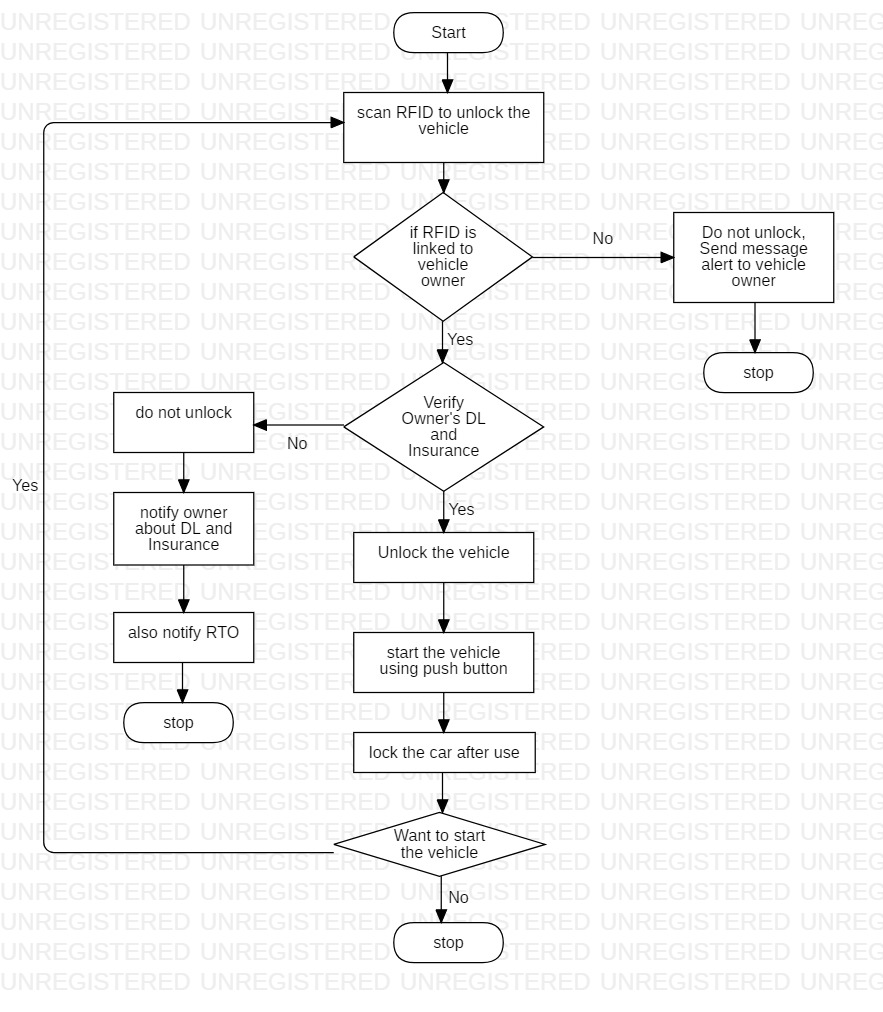 Start
scan RFID to unlock the
vehicle
if RFID is
linked to
vehicle
owner
No
Do not unlock,
Send message
alert to vehicle
owner
stop
Yes
Verify
Owner's DL
and
Insurance
No
do not unlock
notify owner
about DL and
Insurance
also notify RTO
stop
Yes
Unlock the vehicle
start the vehicle
using push button
lock the car after use
Want to start
the vehicle
Yes
No
stop
UNREGISTERED